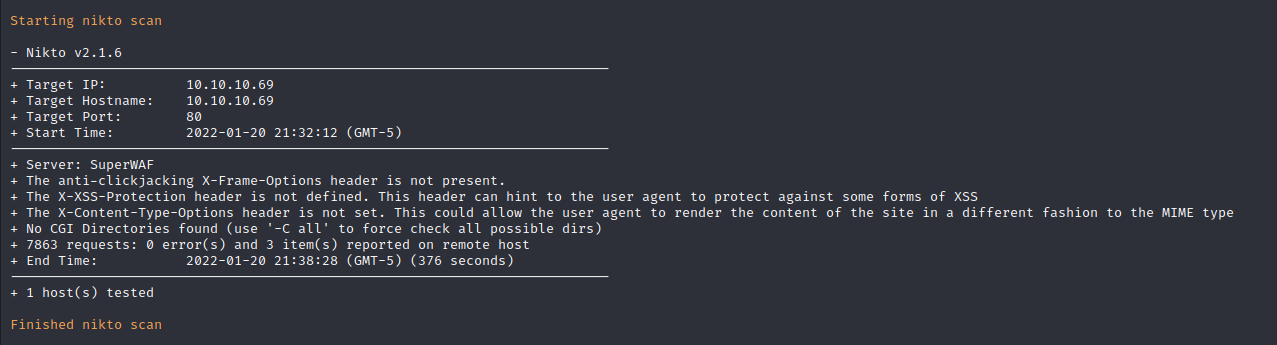 Starting nikto scan
- Nikto v2.1.6
+ Target IP: 10.10.10.69
+ Target Hostname: 10.10.10.69
+ Target Port: 80
+ Start Time: 2022-01-20 21:32:12 (GMT-5)
+ Server: SuperWAF
+ The anti-clickjacking X-Frame-Options header is not present.
+ The X-XSS-Protection header is not defined. This header can hint to the user agent to protect against some forms of XSS
+ The X-Content-Type-Options header is not set. This could allow the user agent to render the content of the site in a different fashion to the MIME type
+ No CGI Directories found (use '-C all' to force check all possible dirs)
+ 7863 requests: 0 error(s) and 3 item(s) reported on remote host
+ End Time: 2022-01-20 21:38:28 (GMT-5) (376 seconds)
+ 1 host(s) tested
Finished nikto scan